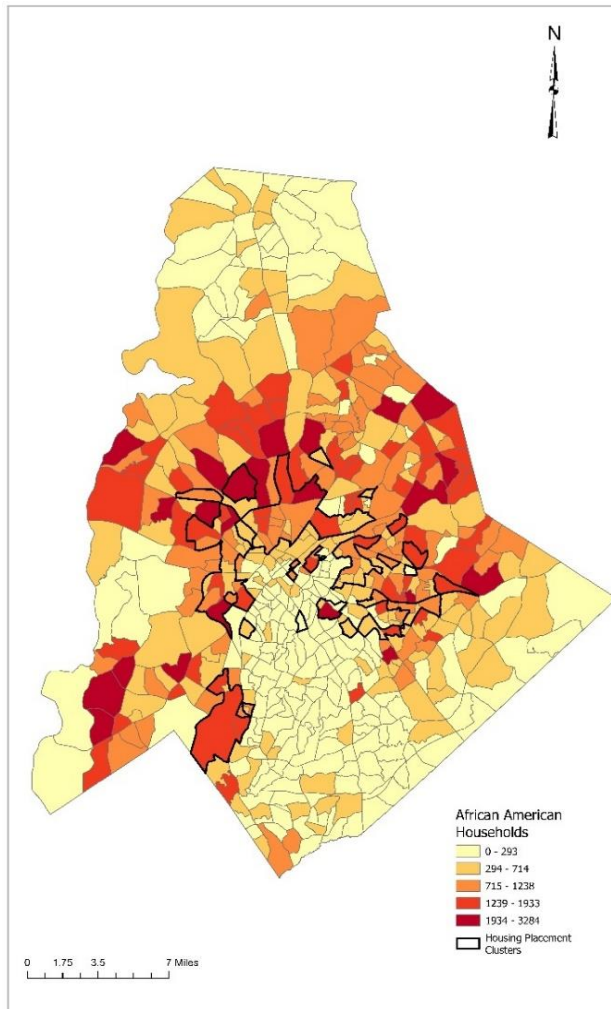 N
African American
Households
0 - 293
294 - 714
715 - 1238
1239 - 1933
1934 - 3284
Housing Placement
Clusters
0 1.75 3.5 7 Miles